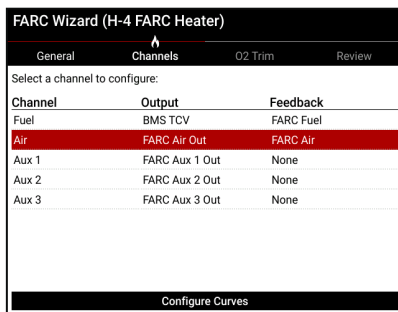 FARC Wizard (H-4 FARC Heater)
General Channels O2 Trim Review
Select a channel to configure:
Channel Output Feedback
Fuel BMS TCV FARC Fuel
Air FARC Air Out FARC Air
Aux 1 FARC Aux 1 Out None
Aux 2 FARC Aux 2 Out None
Aux 3 FARC Aux 3 Out None
Configure Curves